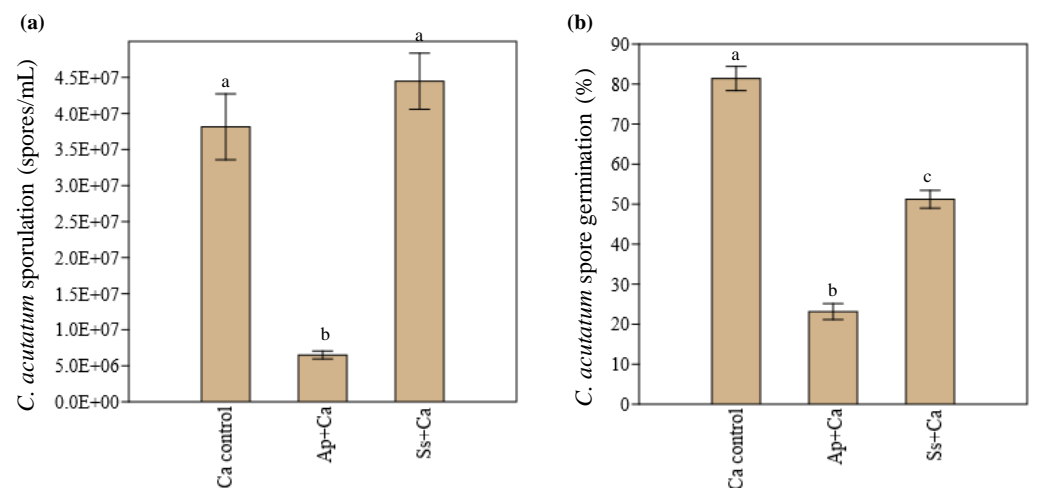 (a)
C. acutatum sporulation (spores/mL)
4.5E+07
4.0E+07
3.5E+07
3.0E+07
2.5E+07
2.0E+07
1.5E+07
1.0E+07
5.0E+06
0.0E+00
a
b
a
Ca control
Ap+Ca
Ss+Ca
(b)
C. acutatum spore germination (%)
90
80
70
60
50
40
30
20
10
0
a
b
c
Ca control
Ap+Ca
Ss+Ca